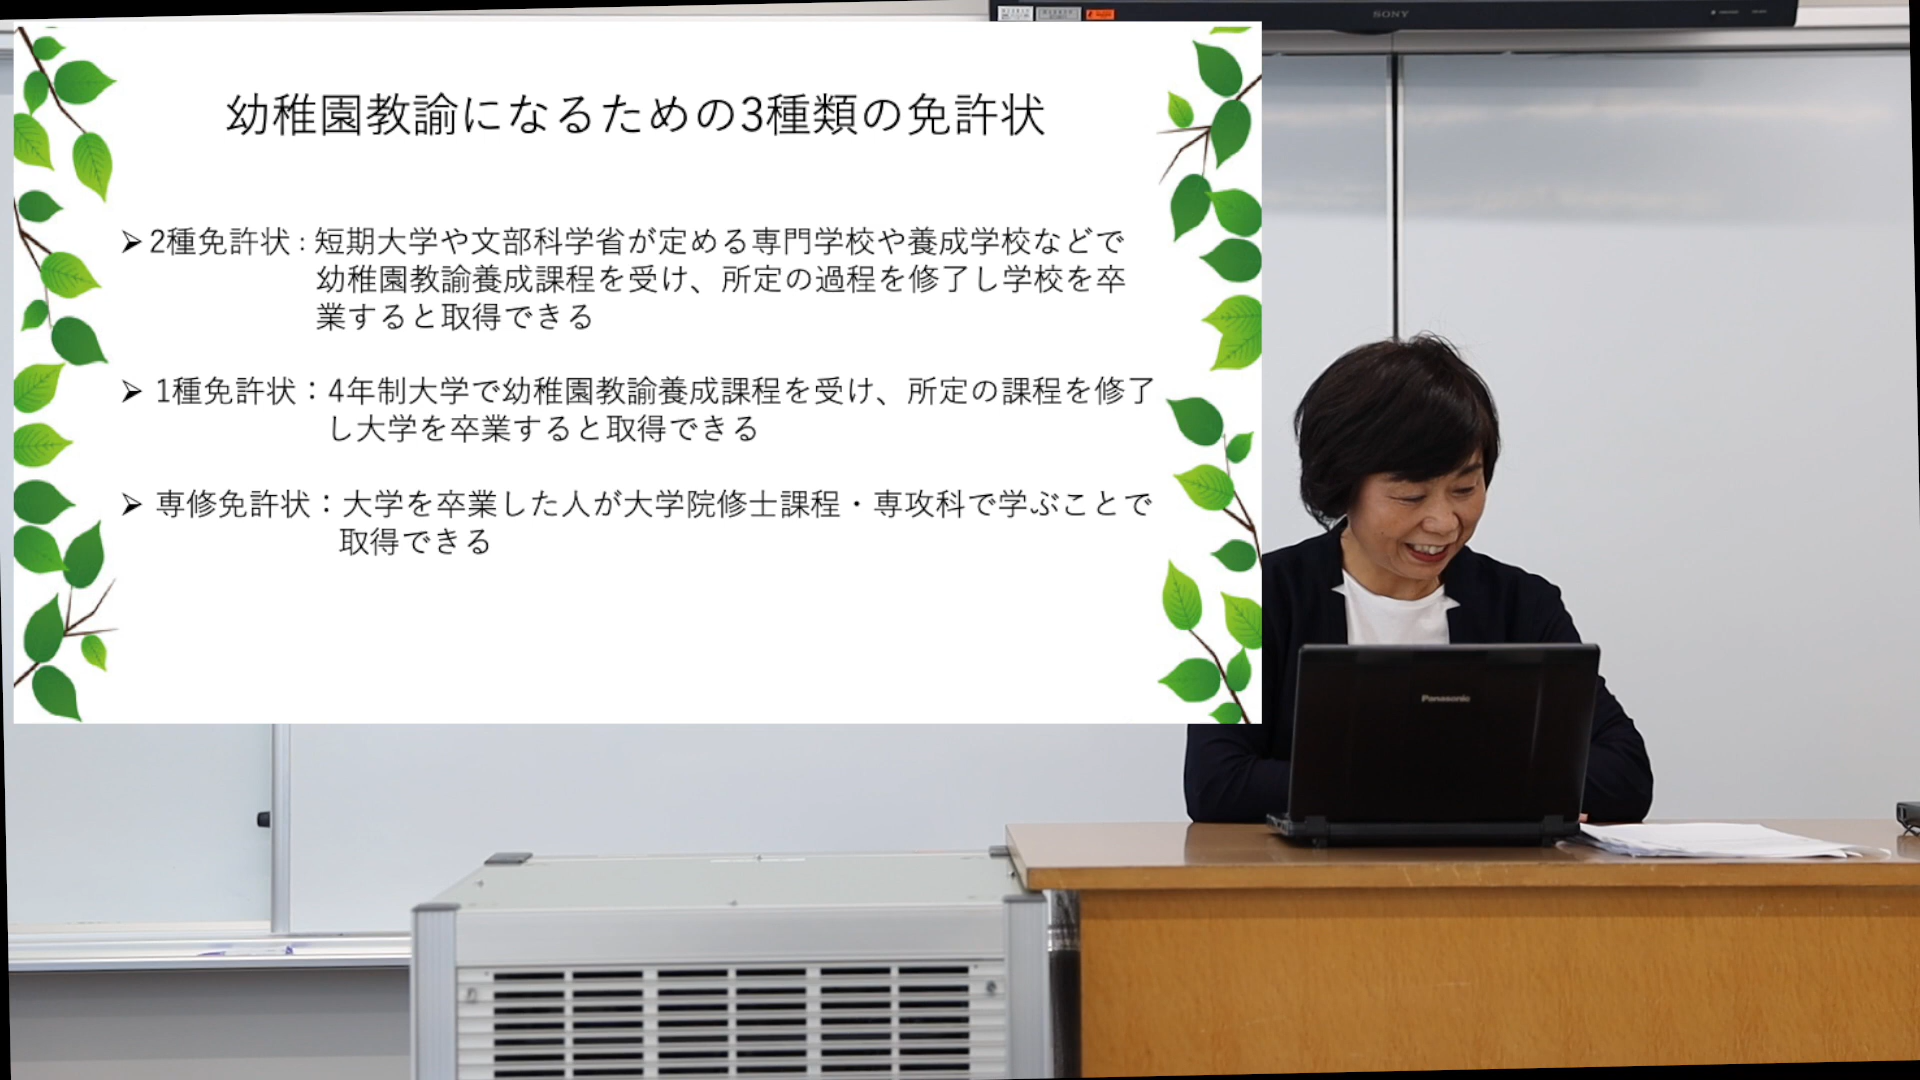 SONY
幼稚園教諭になるための3種類の免許状
➢2種免許状 : 短期大学や文部科学省が定める専門学校や養成学校などで
幼稚園教諭養成課程を受け、所定の過程を修了し学校を卒
業すると取得できる
➢ 1種免許状：4年制大学で幼稚園教諭養成課程を受け、所定の課程を修了
し大学を卒業すると取得できる
➢ 専修免許状：大学を卒業した人が大学院修士課程・専攻科で学ぶことで
取得できる
Panasonic